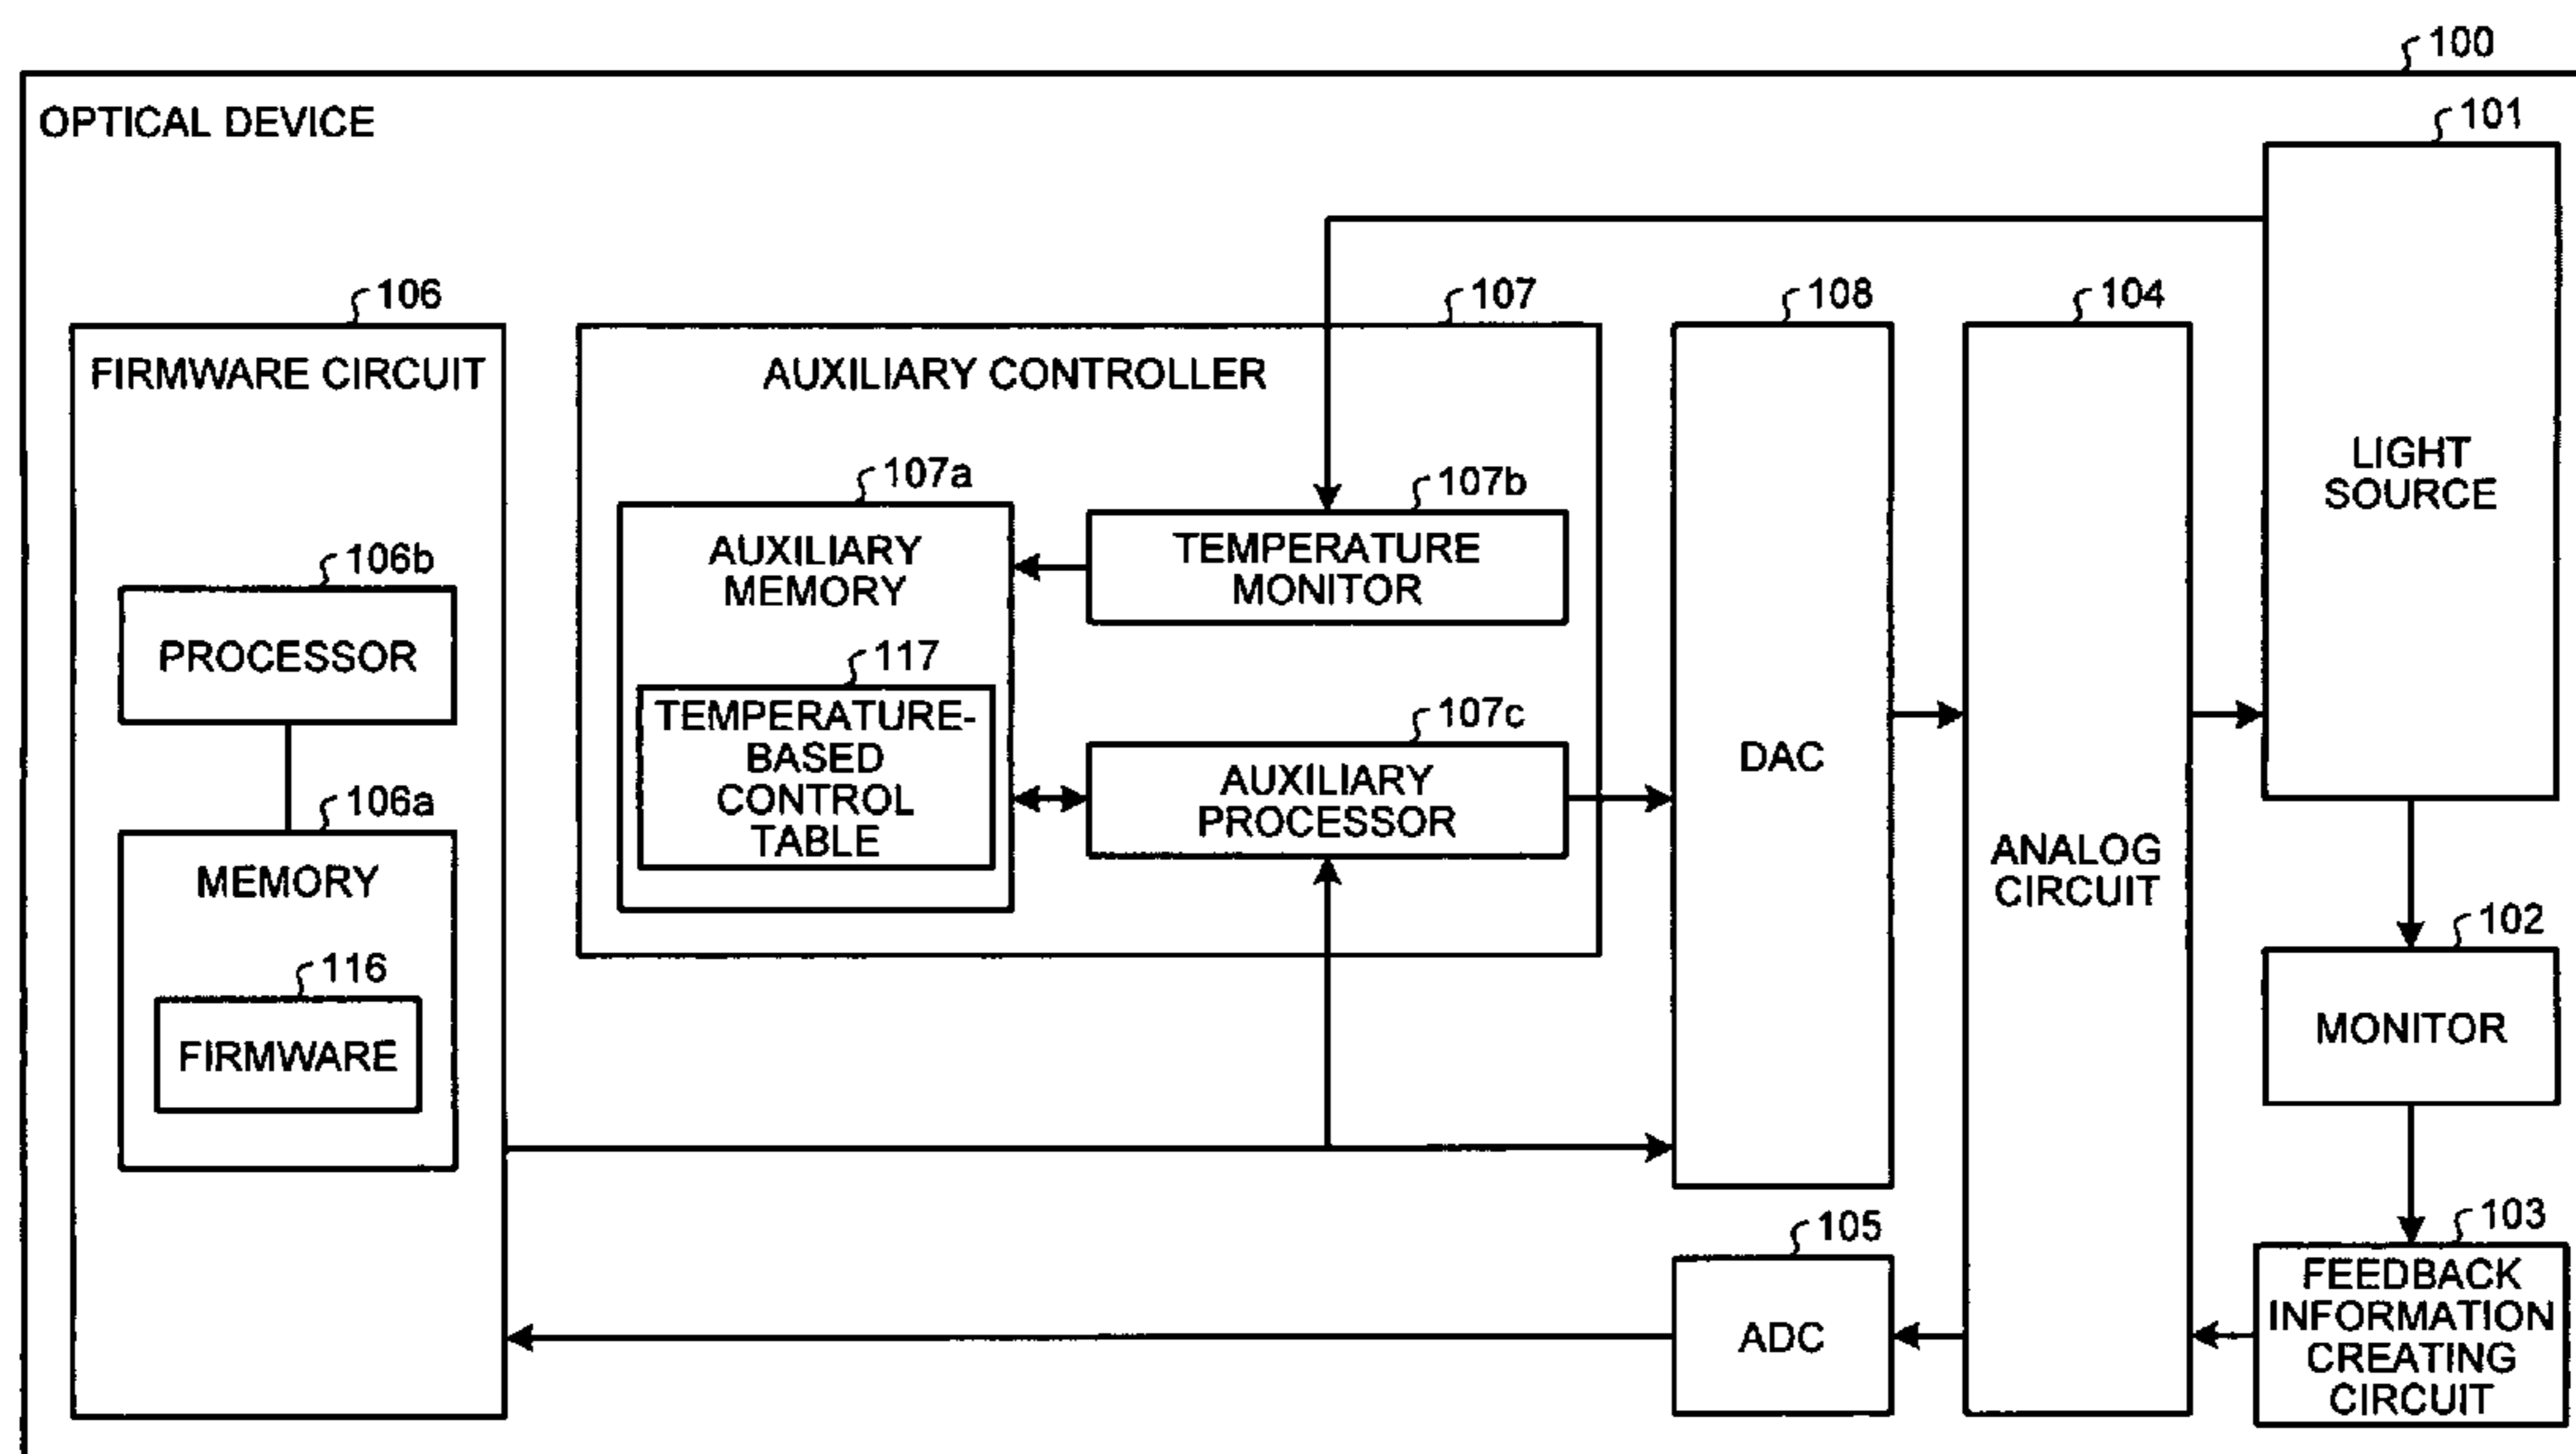 100
OPTICAL DEVICE
101
LIGHT
SOURCE
106
FIRMWARE CIRCUIT
107
AUXILIARY CONTROLLER
108
DAC
104
ANALOG
CIRCUIT
107a
AUXILIARY
MEMORY
107b
TEMPERATURE
MONITOR
106b
PROCESSOR
117
TEMPERATURE-
BASED
CONTROL
TABLE
107c
AUXILIARY
PROCESSOR
106a
MEMORY
116
FIRMWARE
102
MONITOR
105
ADC
103
FEEDBACK
INFORMATION
CREATING
CIRCUIT